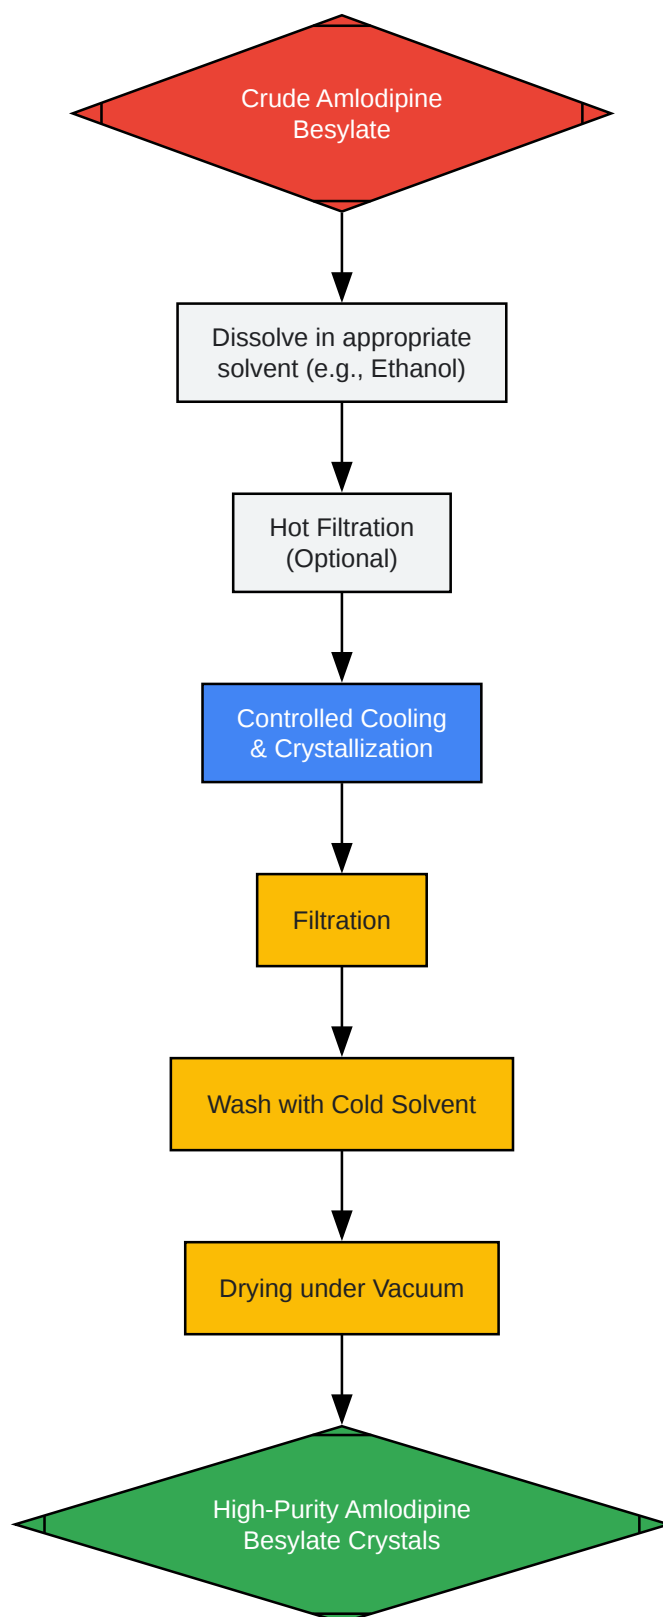 Crude Amlodipine
Besylate
Dissolve in appropriate
solvent (e.g., Ethanol)
Hot Filtration
(Optional)
Controlled Cooling
& Crystallization
Filtration
Wash with Cold Solvent
Drying under Vacuum
High-Purity Amlodipine
Besylate Crystals